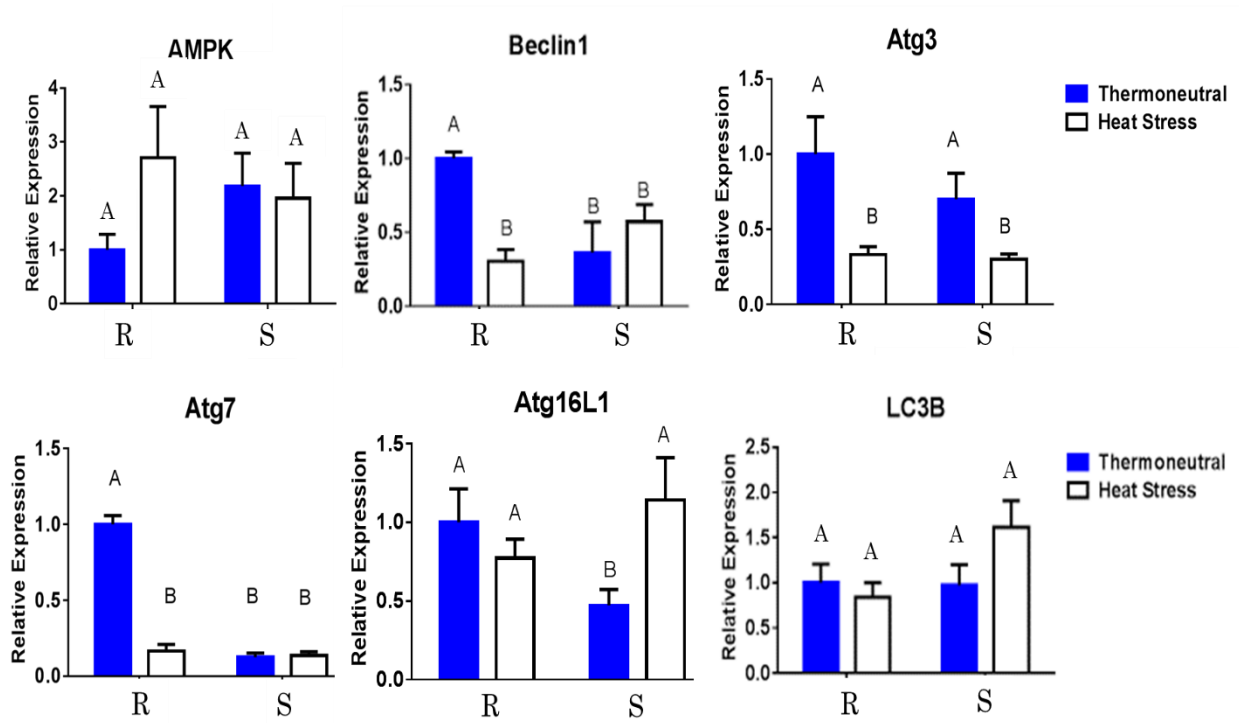 AMPK
Relative Expression
4
3
2
1
0
A
A
A
A
R
S
Beclin1
Relative Expression
1.5
1.0
0.5
0.0
A
B
B
B
R
S
Atg3
Relative Expression
1.5
1.0
0.5
0.0
A
B
A
B
R
S
Thermoneutral
Heat Stress
Atg7
Relative Expression
1.5
1.0
0.5
0.0
A
B
B
B
R
S
Atg16L1
Relative Expression
1.5
1.0
0.5
0.0
A
A
B
A
R
S
LC3B
Relative Expression
2.5
2.0
1.5
1.0
0.5
0.0
A
A
A
A
R
S
Thermoneutral
Heat Stress